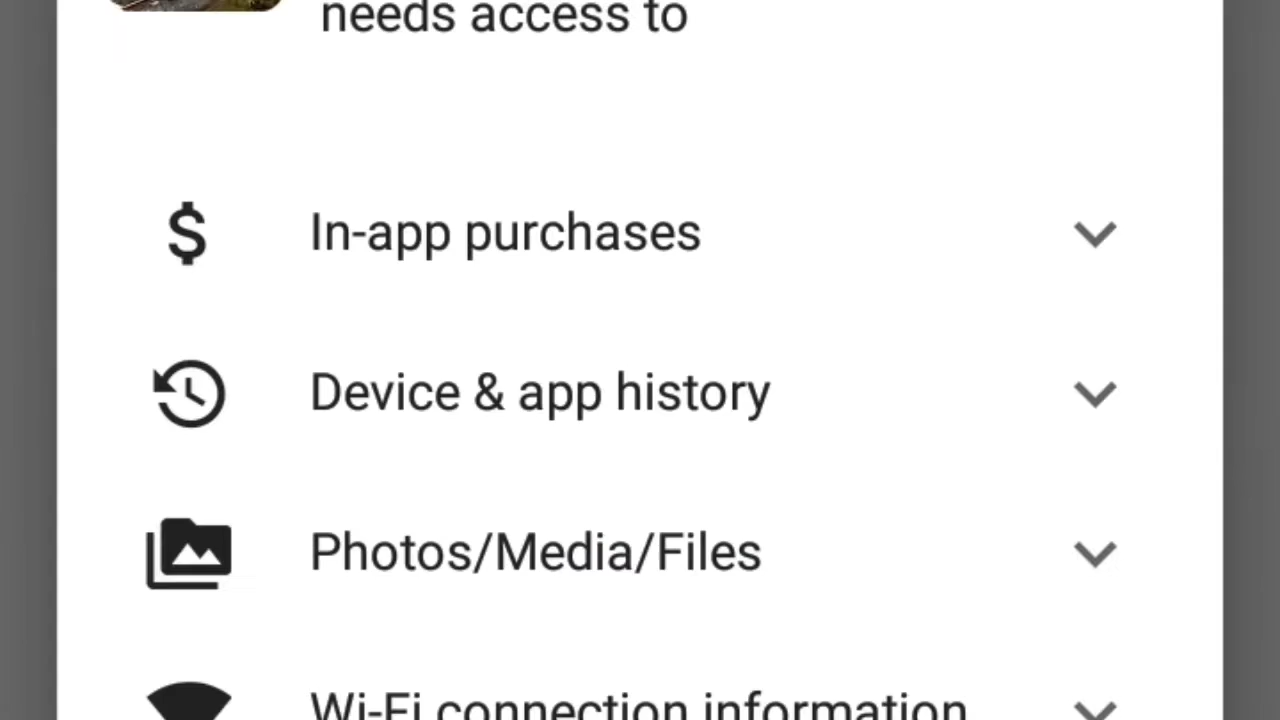 needs access to
In-app purchases
Device & app history
Photos/Media/Files
Wi-Fi connection information